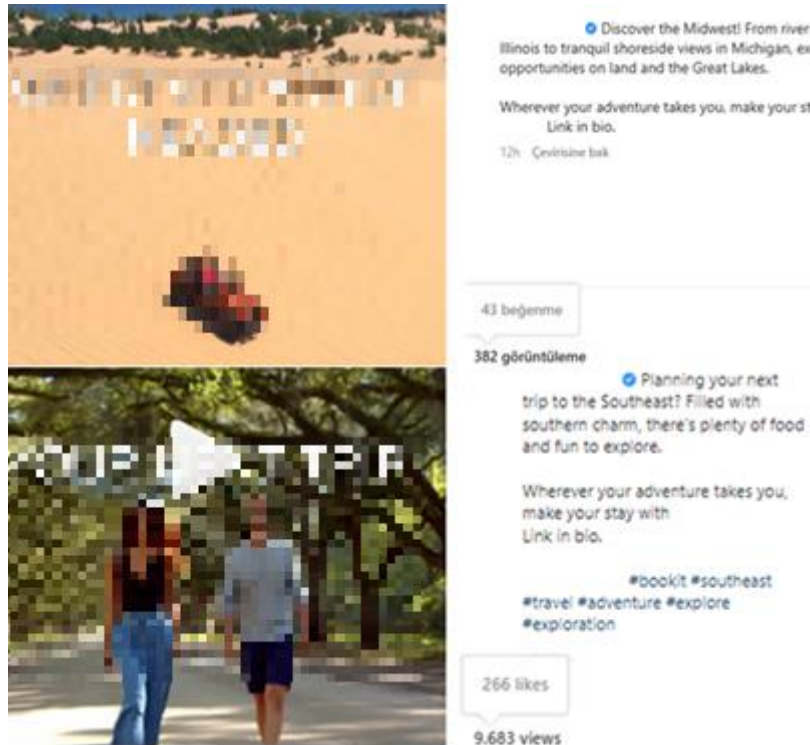 Discover the Midwest! From river
Illinois to tranquil shoreside views in Michigan, ex
opportunities on land and the Great Lakes.
Wherever your adventure takes you, make your st
Link in bio.
12h Çevirisine bak
43 beğenme
382 görüntüleme
YOUR NEXT TRIP
Planning your next
trip to the Southeast? Filled with
southern charm, there's plenty of food
and fun to explore.
Wherever your adventure takes you,
make your stay with
Link in bio.
#bookit #southeast
#travel #adventure #explore
#exploration
266 likes
9.683 views